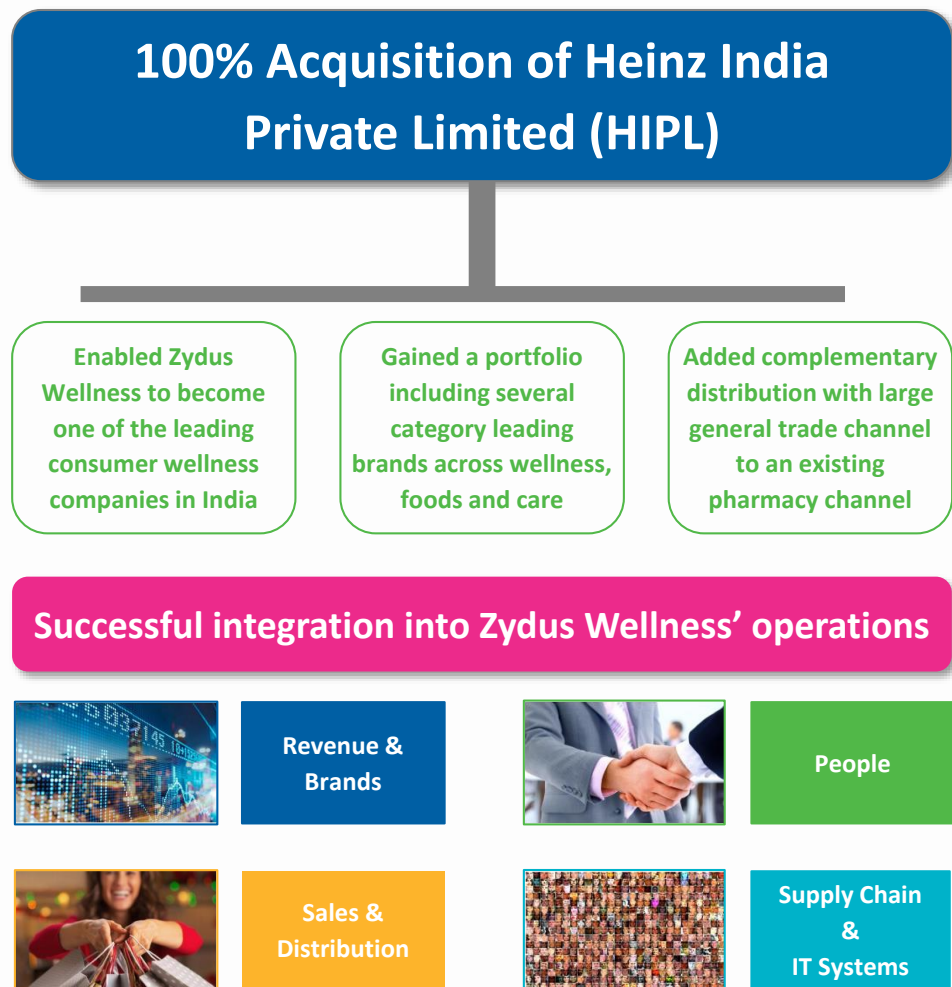 100% Acquisition of Heinz India
Private Limited (HIPL)
Enabled Zydus
Wellness to become
one of the leading
consumer wellness
companies in India
Gained a portfolio
including several
category leading
brands across wellness,
foods and care
Added complementary
distribution with large
general trade channel
to an existing
pharmacy channel
Successful integration into Zydus Wellness’ operations
Revenue &
Brands
People
Sales &
Distribution
Supply Chain
&
IT Systems